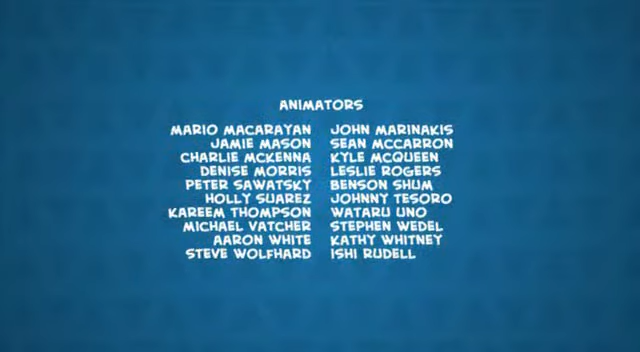 ANIMATORS
MARIO MACARAYAN JOHN MARINAKIS
JAMIE MASON SEAN MCCARRON
CHARLIE MCKENNA KYLE MCQUEEN
DENISE MORRIS LESLIE ROGERS
PETER SAWATSKY BENSON SHUM
HOLLY SUAREZ JOHNNY TESORO
KAREEM THOMPSON WATARU UNO
MICHAEL VATCHER STEPHEN WEDEL
AARON WHITE KATHY WHITNEY
STEVE WOLFHARD ISHI RUDELL